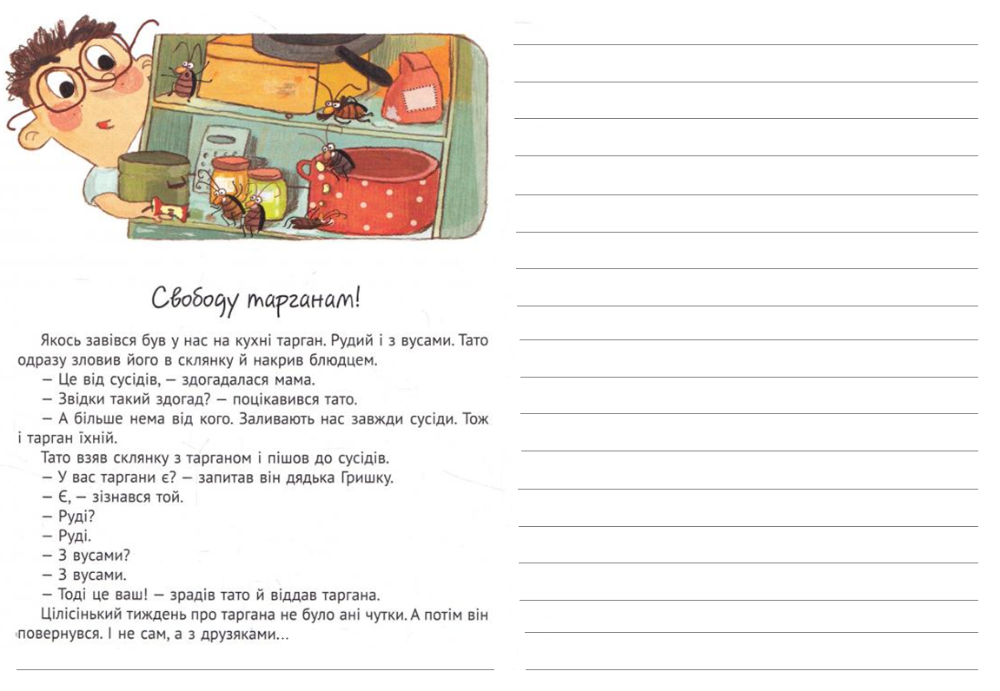 Свободу тарганам!
Якось завівся був у нас на кухні тарган. Рудий і з вусами. Тато
одразу зловив його в склянку й накрив блюдцем.
— Це від сусідів, — здогадалася мама.
— Звідки такий здогад? — поцікавився тато.
— А більше нема від кого. Заливають нас завжди сусіди. Тож
і тарган їхній.
Тато взяв склянку з тарганом і пішов до сусідів.
— У вас таргани є? — запитав він дядька Гришку.
— Є, — зізнався той.
— Руді?
— Руді.
— З вусами?
— З вусами.
— Тоді це ваш! — зрадів тато й віддав таргана.
Цілісінький тиждень про таргана не було ані чутки. А потім він
повернувся. І не сам, а з друзяками...